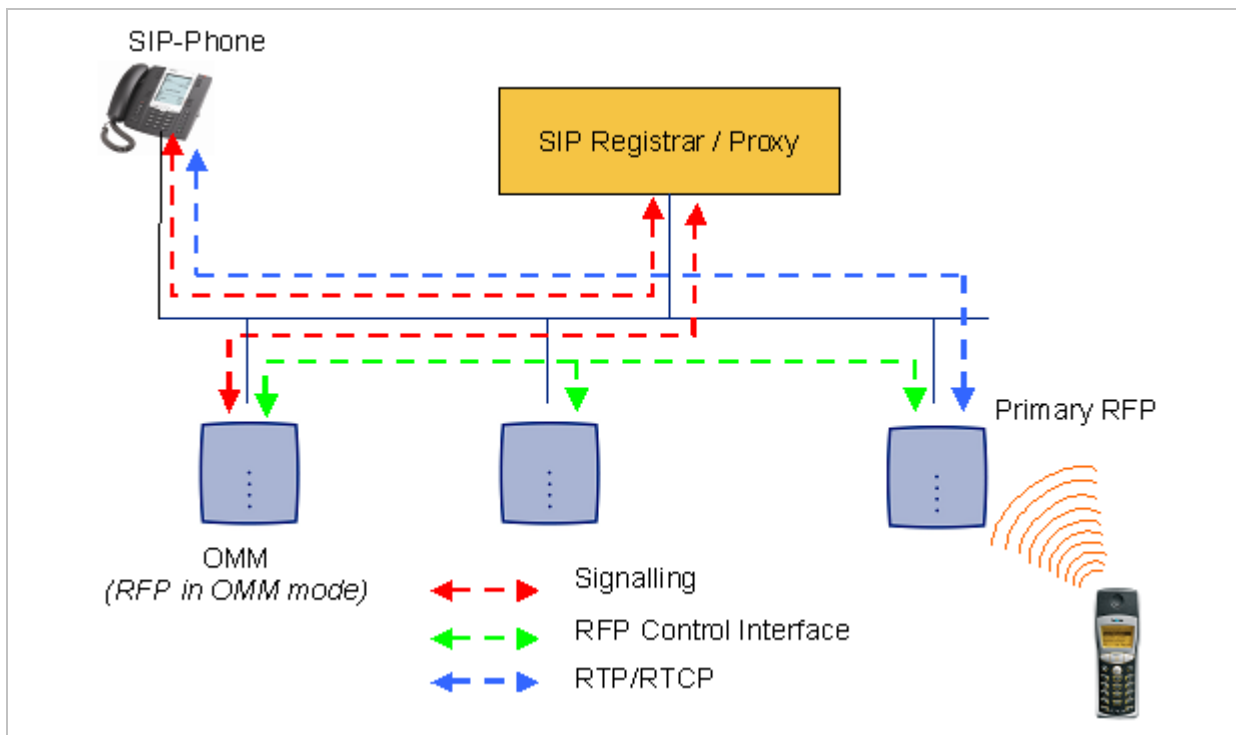 SIP-Phone
SIP Registrar / Proxy
Primary RFP
OMM
(RFP in OMM mode)
Signalling
RFP Control Interface
RTP/RTCP